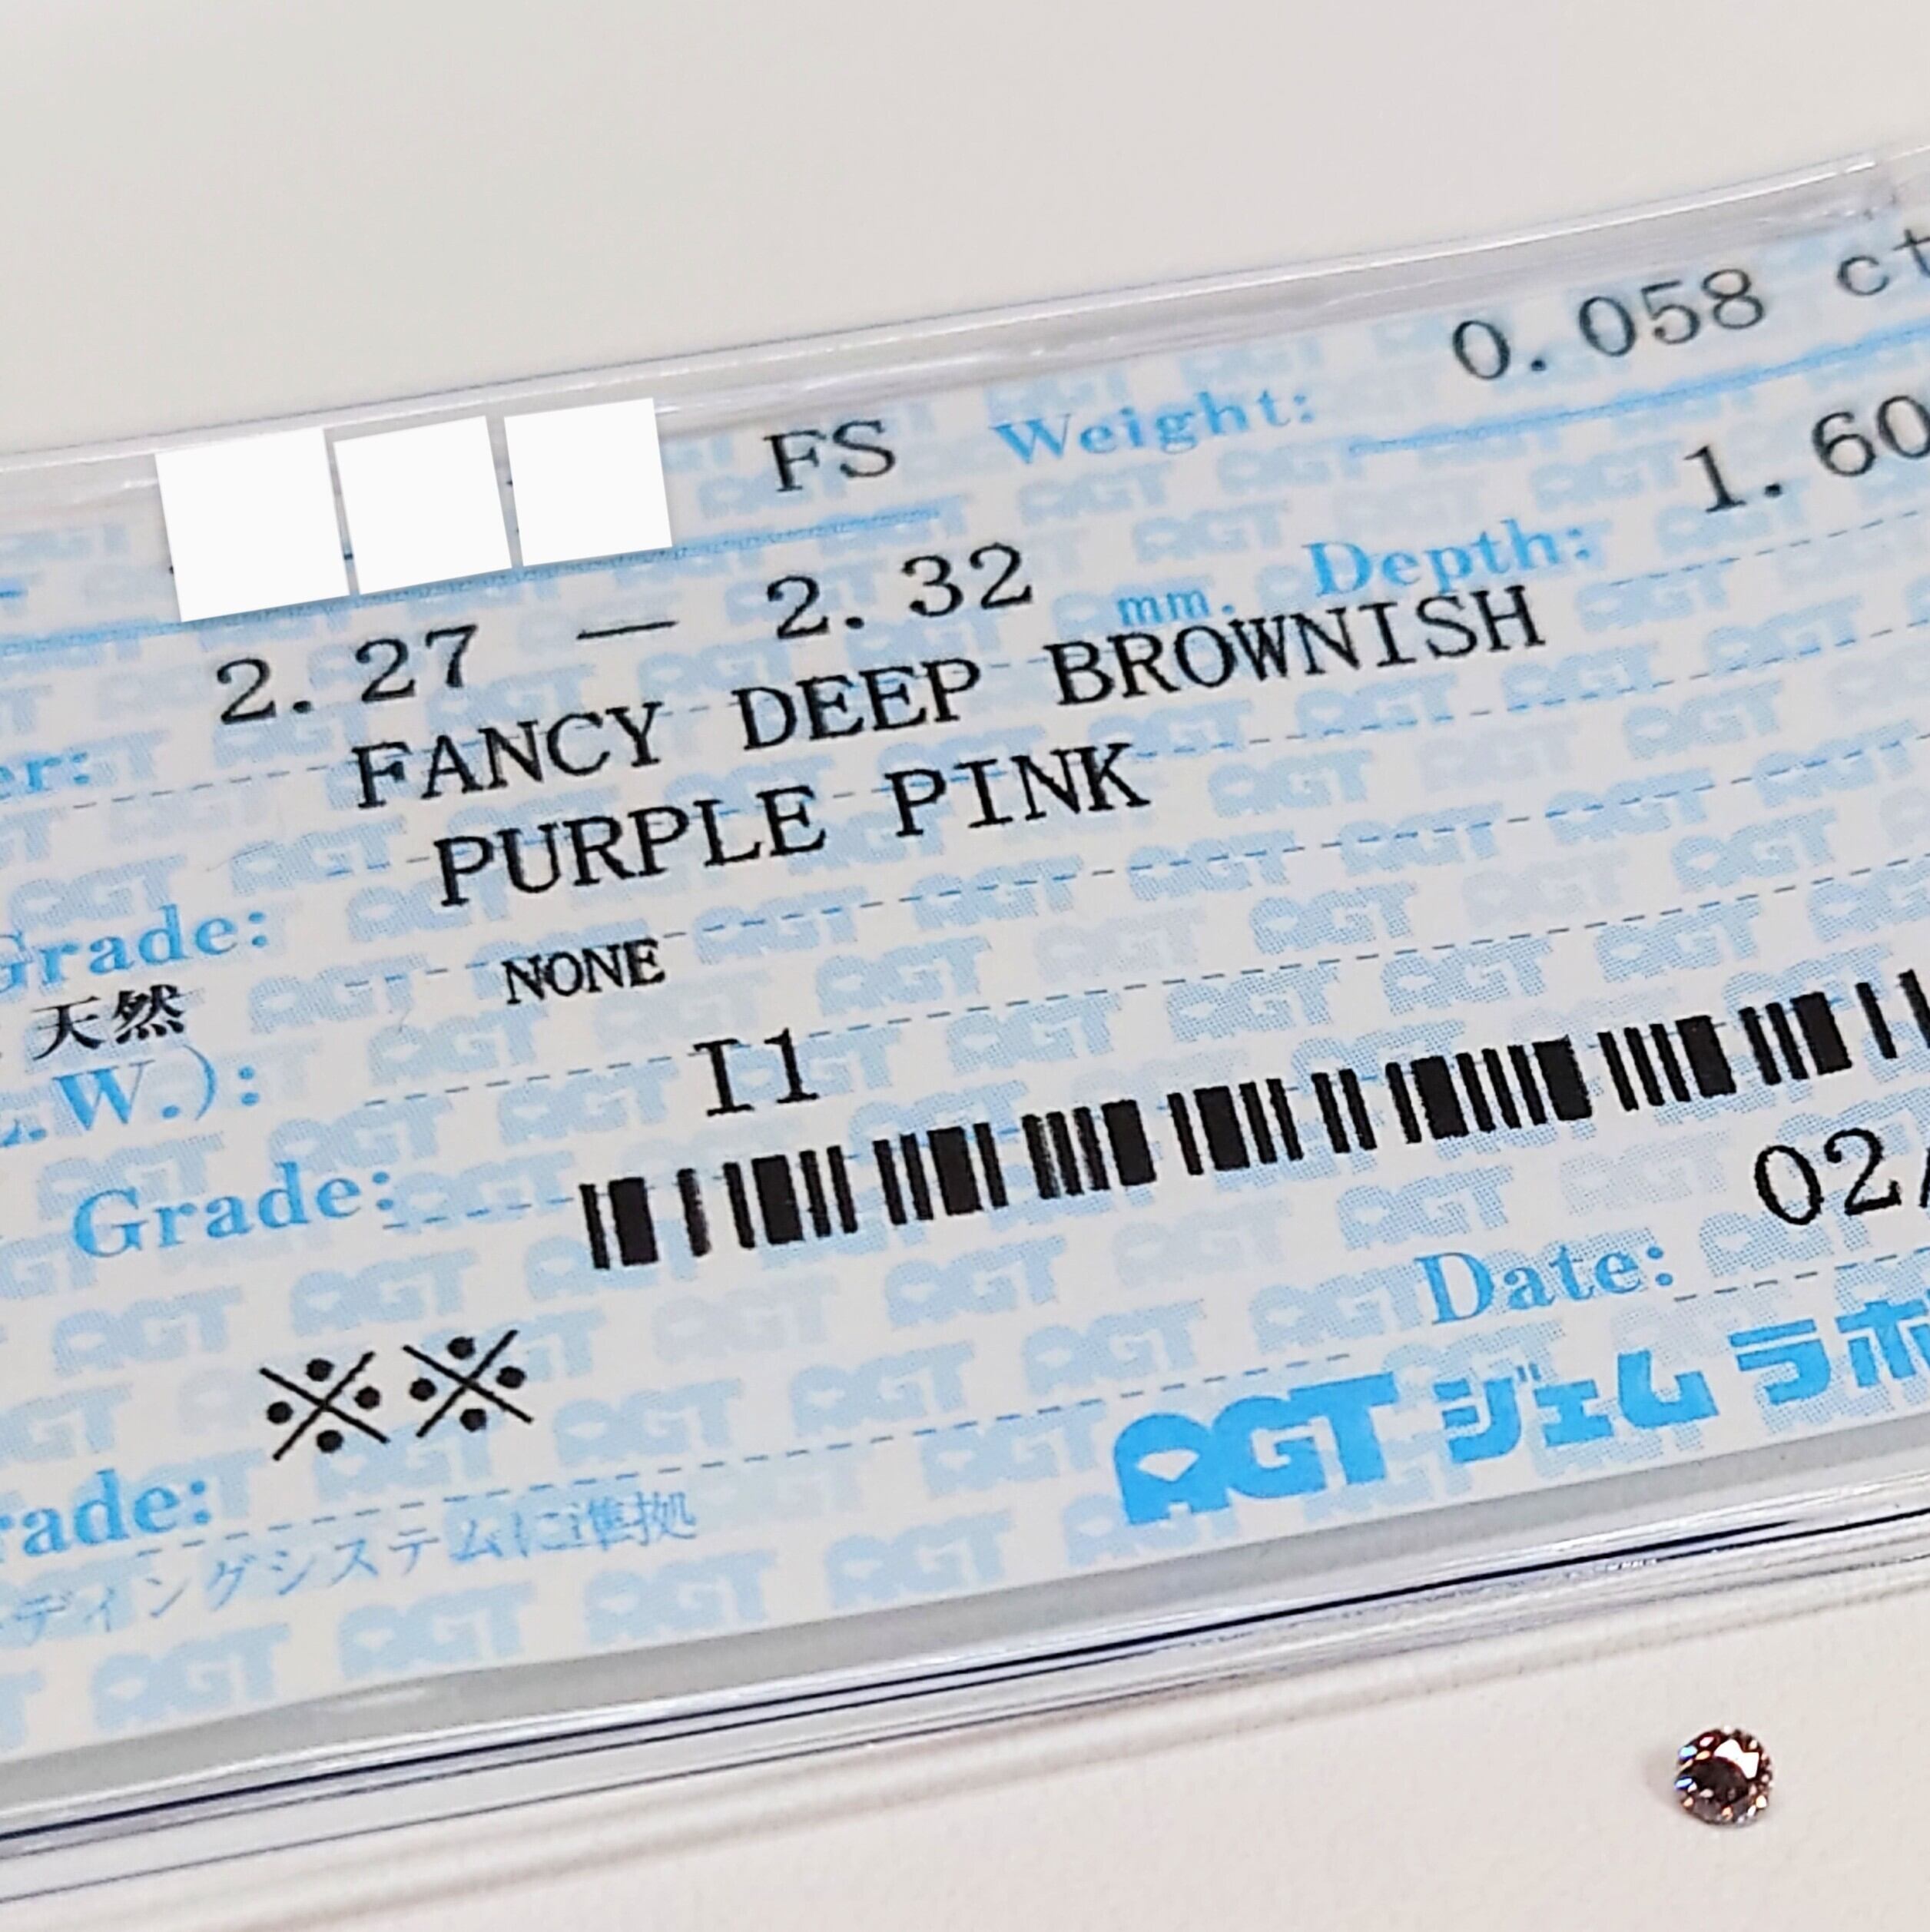 FS Weight: 0.058 ct
2.27 — 2.32 mm. Depth: 1.60
FANCY DEEP BROWNISH
PURPLE PINK
Grade:
天然 NONE
W.):
I1
Grade:
Date: 02/
※※
AGT ジェム ラボ
ディングシステムに準拠